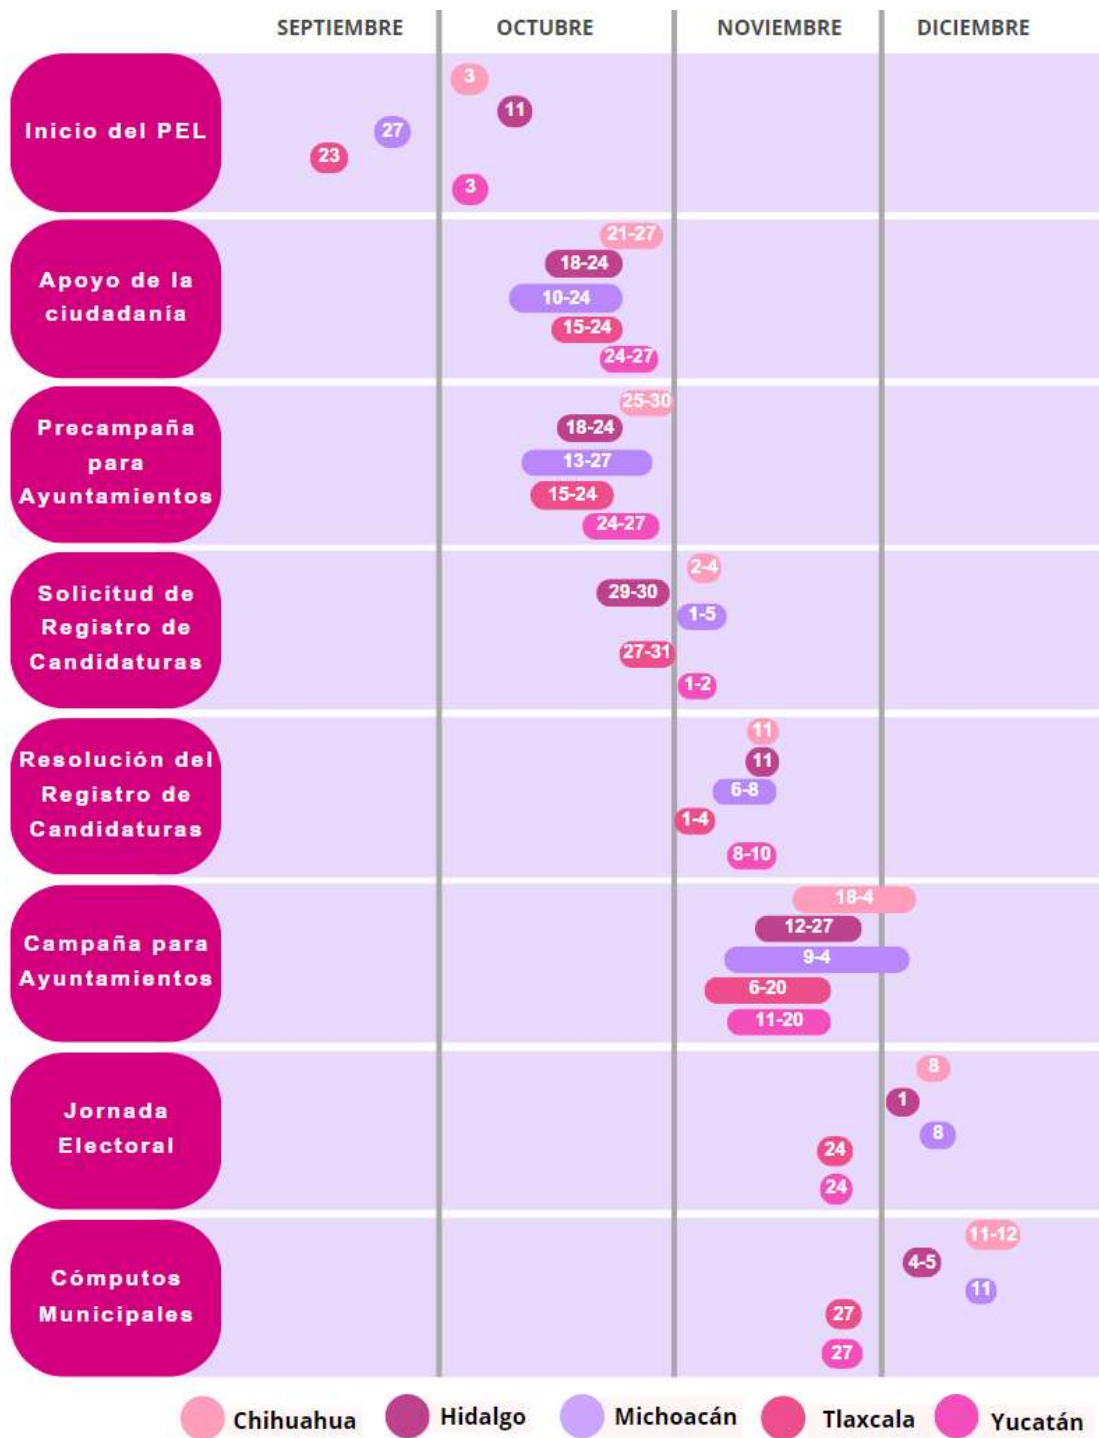 SEPTIEMBRE OCTUBRE NOVIEMBRE DICIEMBRE
Inicio del PEL
3
11
27
23
3
Apoyo de la
ciudadanía
21-27
18-24
10-24
15-24
24-27
Precampaña
para
Ayuntamientos
25-30
18-24
13-27
15-24
24-27
Solicitud de
Registro de
Candidaturas
2-4
29-30
1-5
27-31
1-2
Resolución del
Registro de
Candidaturas
11
11
6-8
1-4
8-10
Campaña para
Ayuntamientos
18-4
12-27
9-4
6-20
11-20
Jornada
Electoral
8
1
8
24
24
Cómputos
Municipales
11-12
4-5
11
27
27
Chihuahua Hidalgo Michoacán Tlaxcala Yucatán